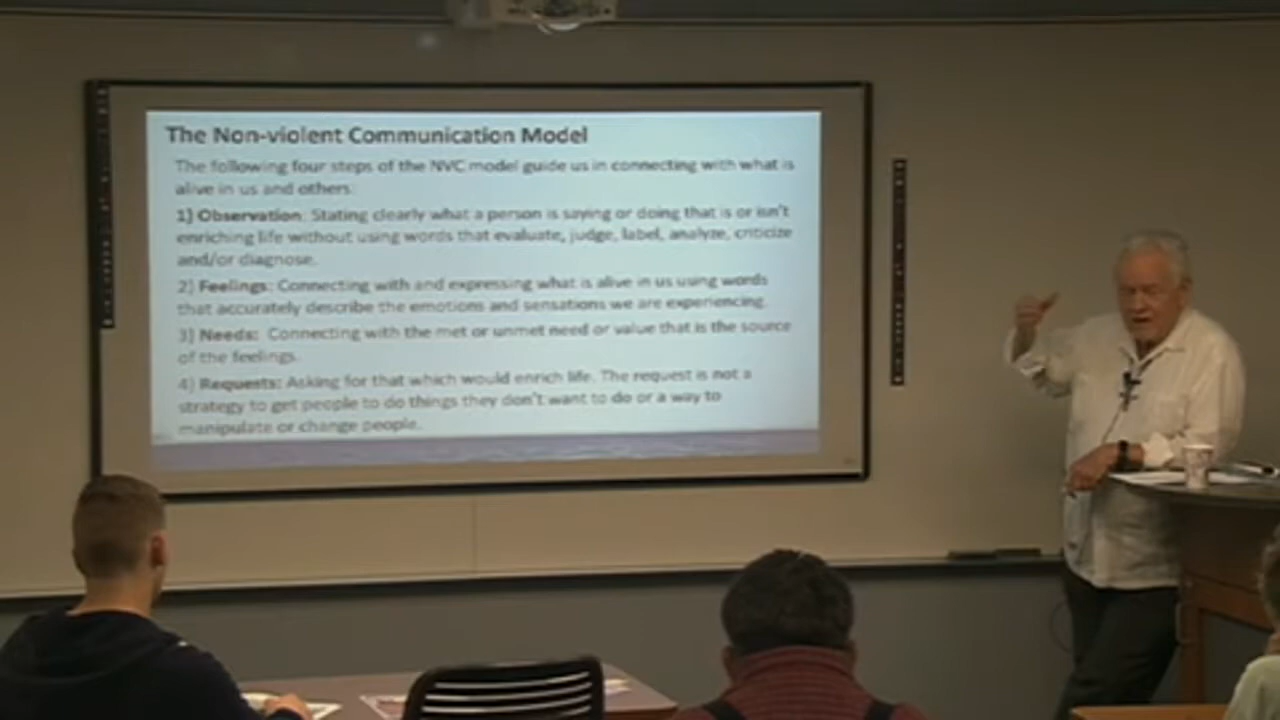 The Non-violent Communication Model
The following four steps of the NVC model guide us in connecting with what is
alive in us and others:
1) Observation: Stating clearly what a person is saying or doing that is or isn't
enriching life without using words that evaluate, judge, label, analyze, criticize
and/or diagnose.
2) Feelings: Connecting with and expressing what is alive in us using words
that accurately describe the emotions and sensations we are experiencing.
3) Needs: Connecting with the met or unmet need or value that is the source
of the feelings.
4) Requests: Asking for that which would enrich life. The request is not a
strategy to get people to do things they don't want to do or a way to
manipulate or change people.